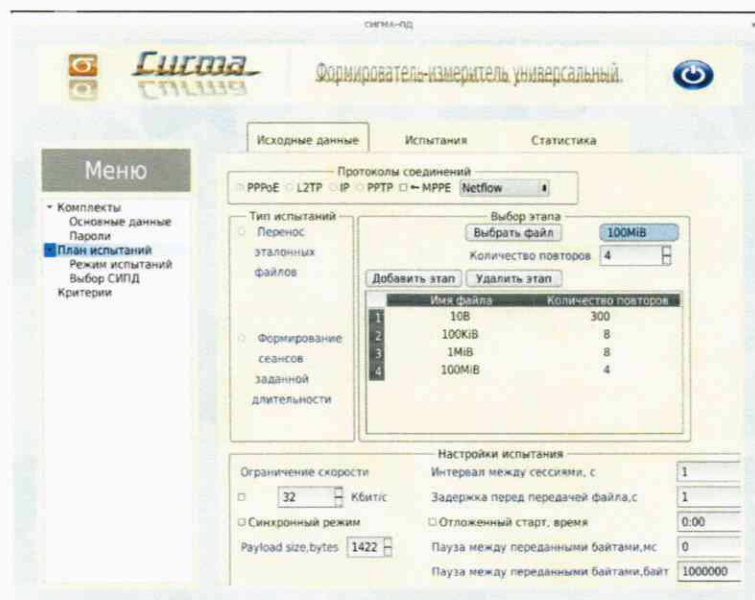 СИГМА-ПД
σ Сигма
Формирователь-измеритель универсальный.
Исходные данные Испытания Статистика
Меню
Комплекты
Основные данные
Пароли
План испытаний
Режим испытаний
Выбор СИПД
Критерии
Протоколы соединений
PPPoE L2TP IP PPTP MPPE Netflow
Тип испытаний
Перенос
эталонных
файлов
Формирование
сеансов
заданной
длительности
Выбор этапа
Выбрать файл 100MiB
Количество повторов 4
Добавить этап Удалить этап
Имя файла Количество повторов
1 10B 300
2 100KiB 8
3 1MiB 8
4 100MiB 4
Настройки испытания
Ограничение скорости
32 Кбит/с
Синхронный режим
Payload size,bytes 1422
Интервал между сессиями, с 1
Задержка перед передачей файла,с 1
Отложенный старт, время 0:00
Пауза между переданными байтами,мс 0
Пауза между переданными байтами,байт 1000000